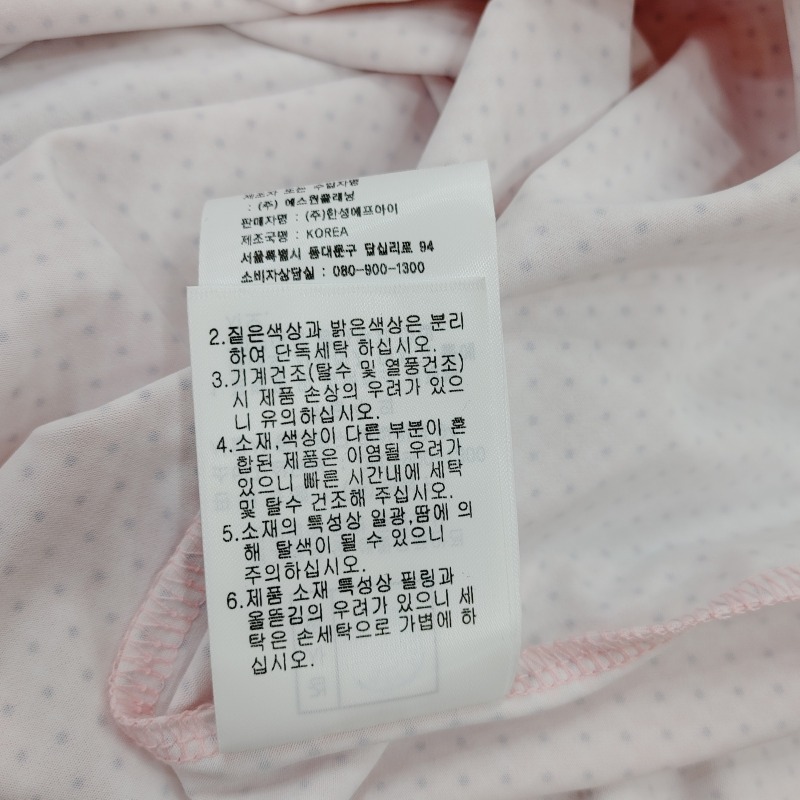 제조자 또는 수입자명
: (주) 에스원플래닝
판매자명 : (주)한성에프아이
제조국명 : KOREA
서울특별시 동대문구 답십리로 94
소비자상담실 : 080-900-1300
2.짙은색상과 밝은색상은 분리
하여 단독세탁 하십시오.
3.기계건조(탈수 및 열풍건조)
시 제품 손상의 우려가 있으
니 유의하십시오.
4.소재,색상이 다른 부분이 혼
합된 제품은 이염될 우려가
있으니 빠른 시간내에 세탁
및 탈수 건조해 주십시오.
5.소재의 특성상 일광,땀에 의
해 탈색이 될 수 있으니
주의하십시오.
6.제품 소재 특성상 필링과
올뜯김의 우려가 있으니 세
탁은 손세탁으로 가볍에 하
십시오.